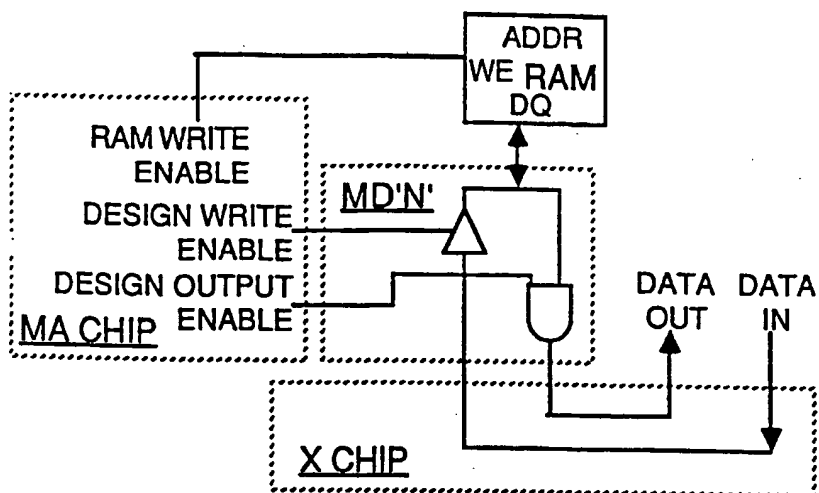 ADDR
WE RAM
DQ
RAM WRITE
ENABLE
MD'N'
DESIGN WRITE
ENABLE
DESIGN OUTPUT
ENABLE
MA CHIP
DATA
OUT
DATA
IN
X CHIP